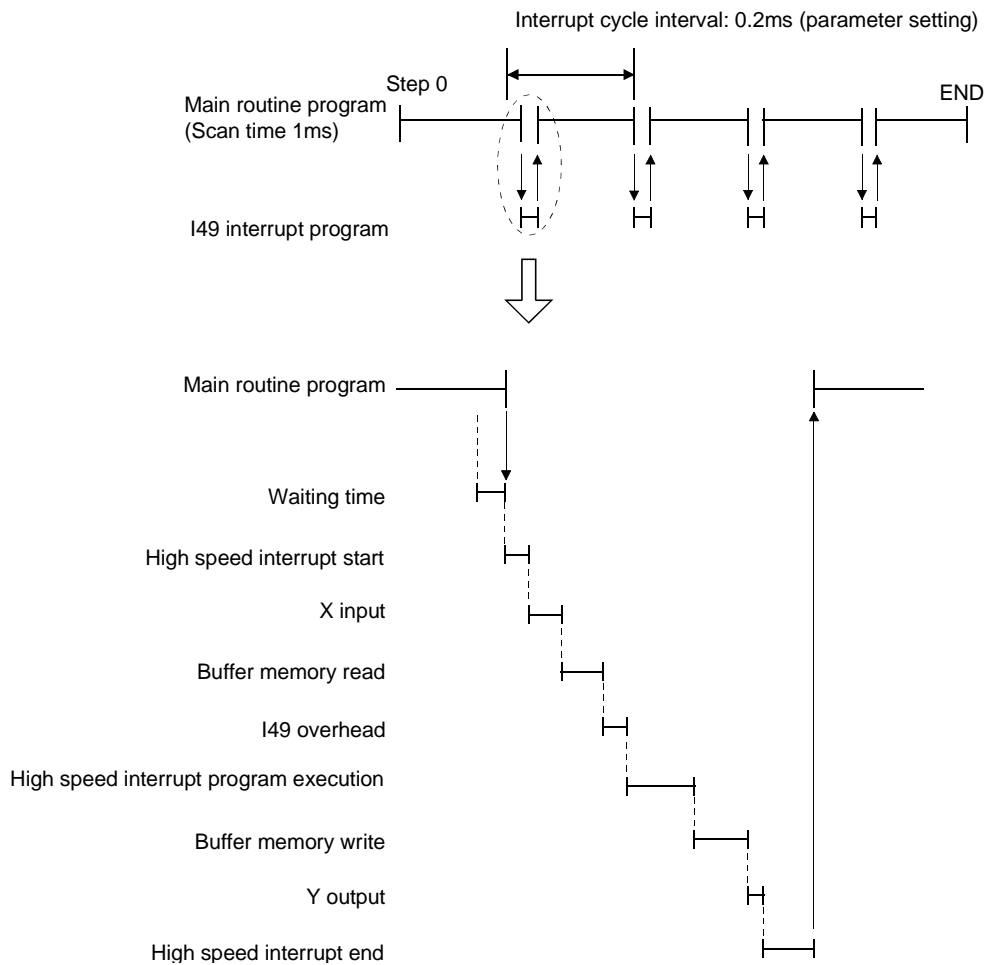 Interrupt cycle interval: 0.2ms (parameter setting)
Step 0
END
Main routine program
(Scan time 1ms)
I49 interrupt program
Main routine program
Waiting time
High speed interrupt start
X input
Buffer memory read
I49 overhead
High speed interrupt program execution
Buffer memory write
Y output
High speed interrupt end